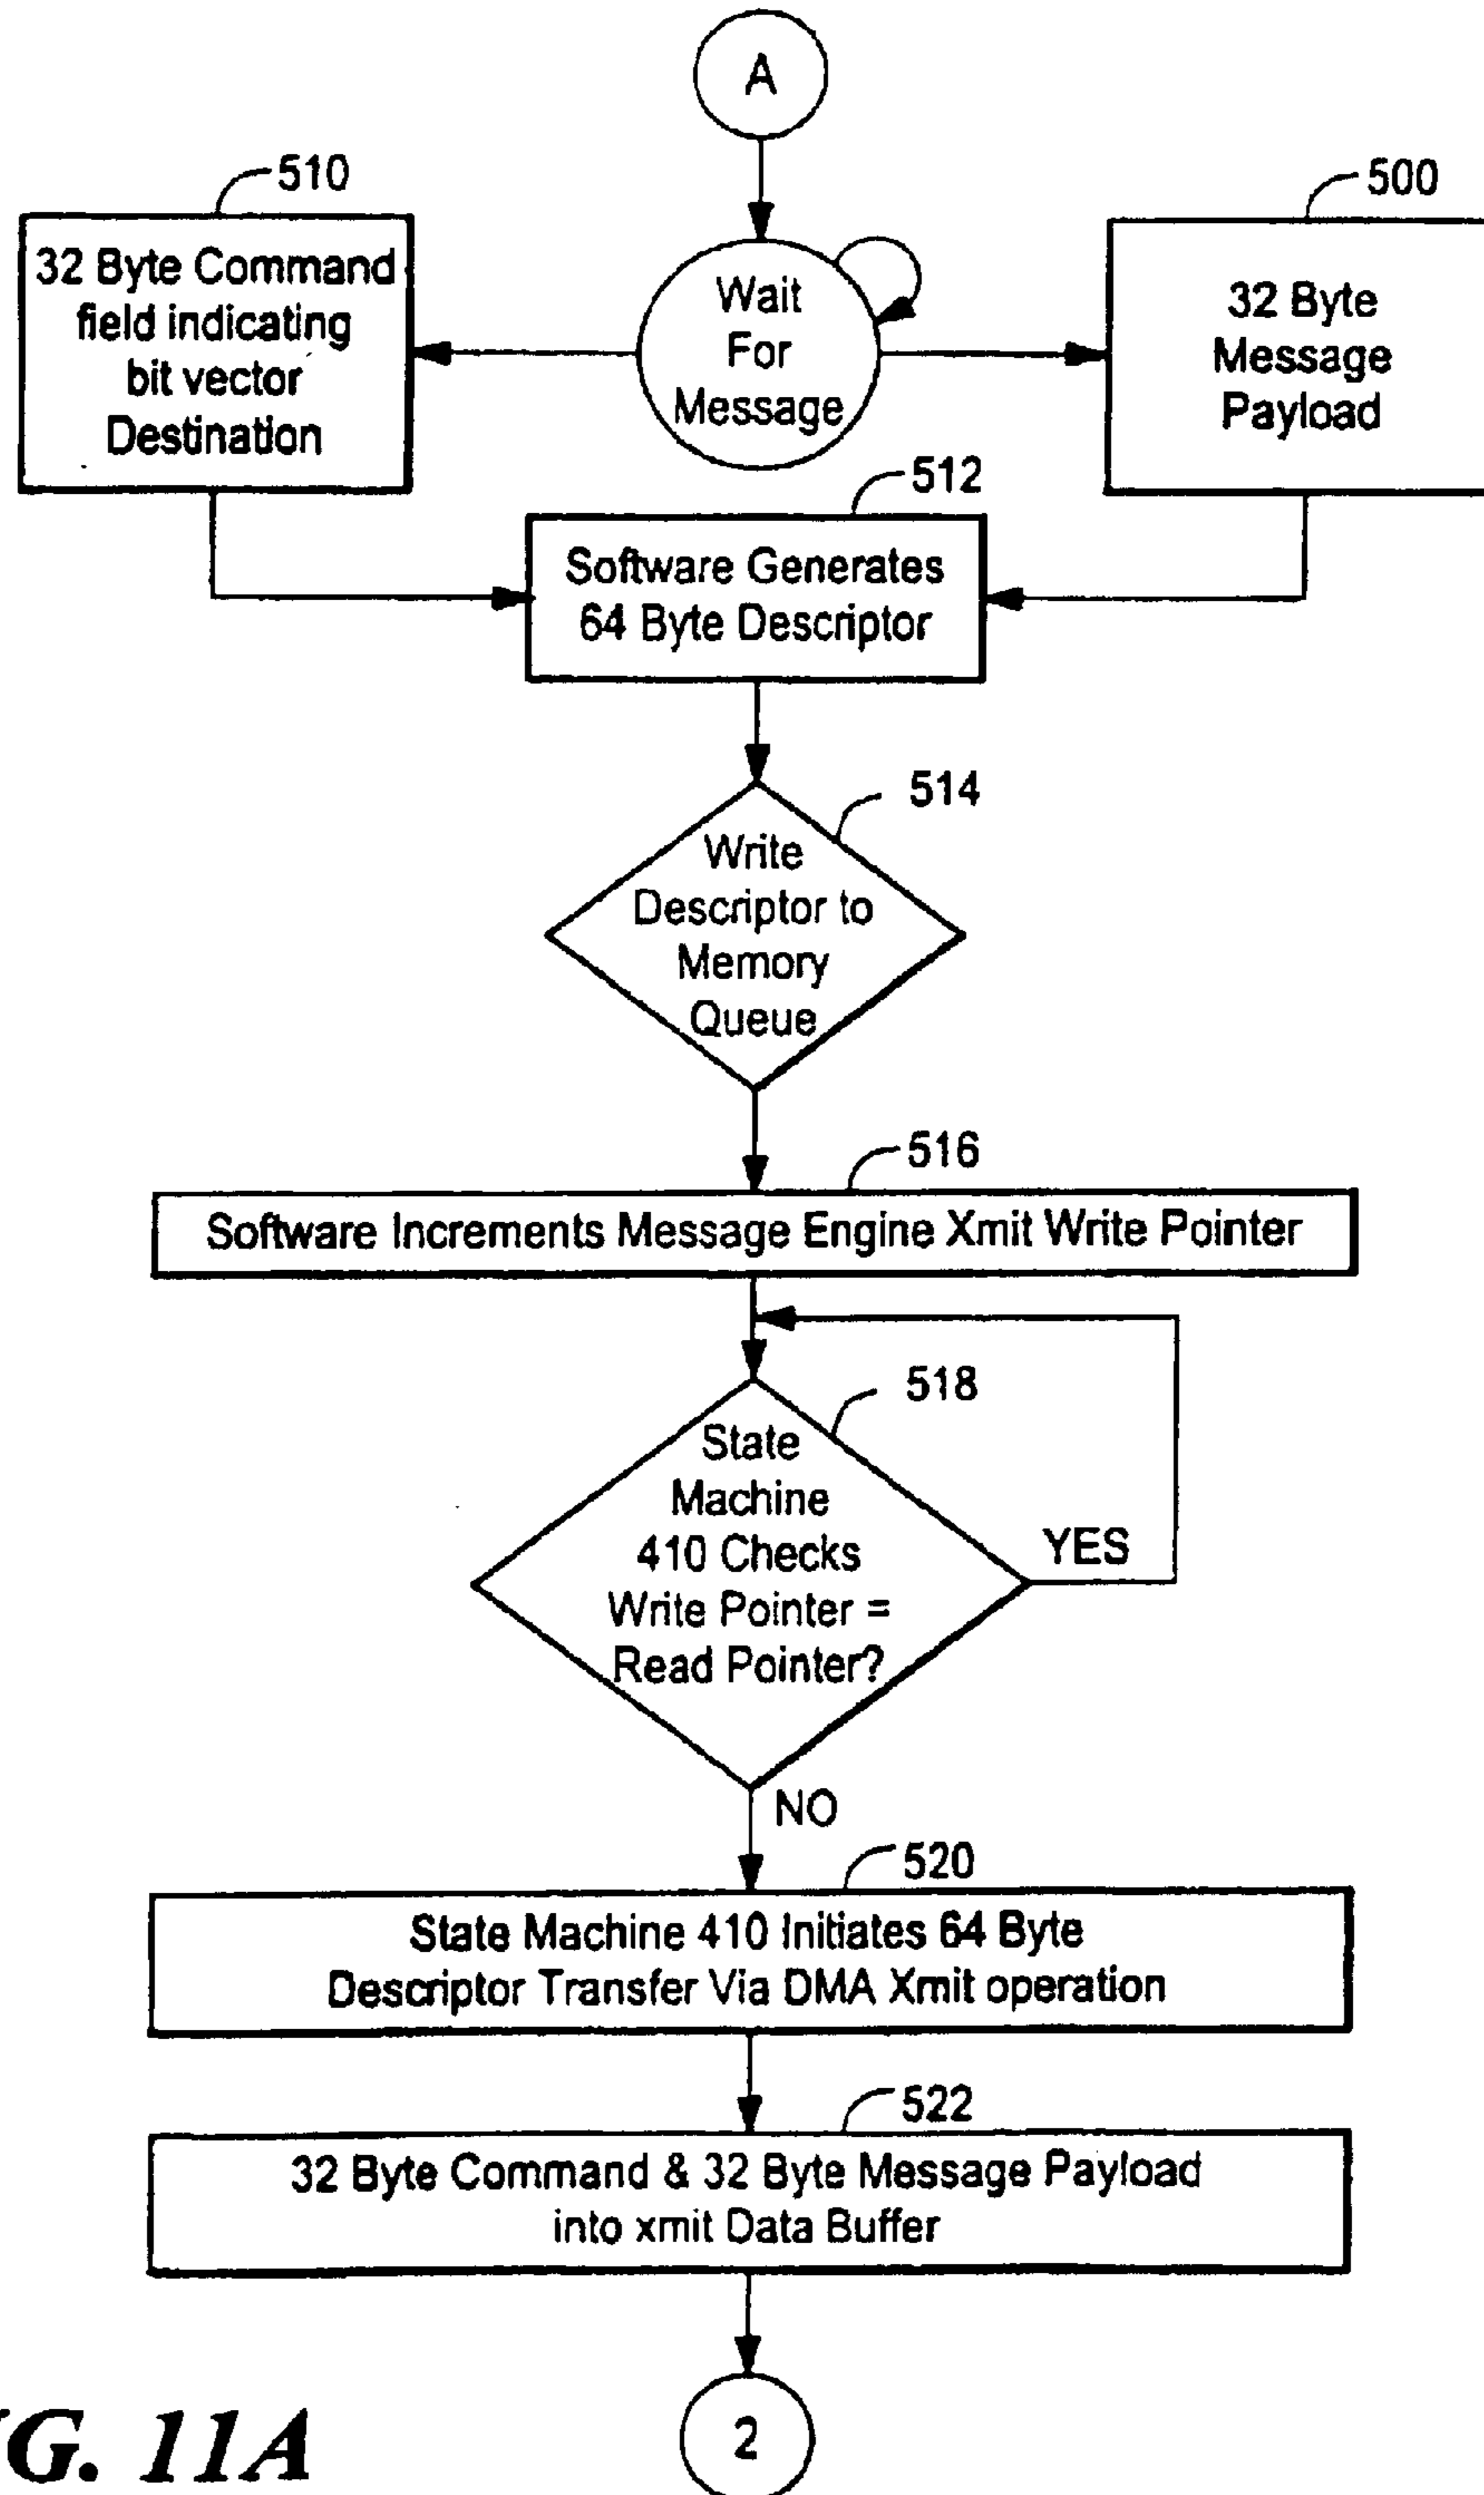 A
510
500
32 Byte Command
field indicating
bit vector
Destination
Wait
For
Message
32 Byte
Message
Payload
512
Software Generates
64 Byte Descriptor
514
Write
Descriptor to
Memory
Queue
516
Software Increments Message Engine Xmit Write Pointer
518
State
Machine
410 Checks
Write Pointer =
Read Pointer?
YES
NO
520
State Machine 410 Initiates 64 Byte
Descriptor Transfer Via DMA Xmit operation
522
32 Byte Command & 32 Byte Message Payload
into xmit Data Buffer
2
G. 11A